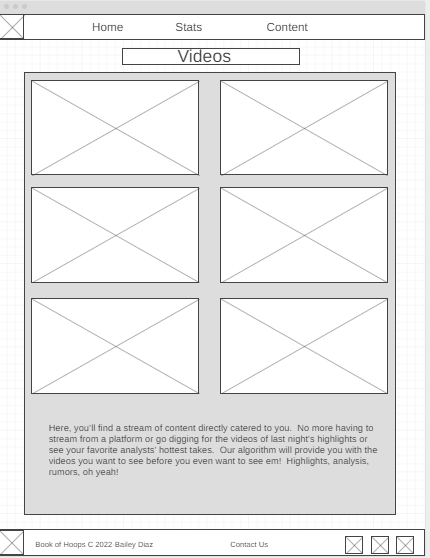 Home Stats Content
Videos
Here, you'll find a stream of content directly catered to you.  No more having to
stream from a platform or go digging for the videos of last night's highlights or
see your favorite analysts' hottest takes.  Our algorithm will provide you with the
videos you want to see before you even want to see em!  Highlights, analysis,
rumors, oh yeah!
Book of Hoops C 2022 Bailey Diaz Contact Us